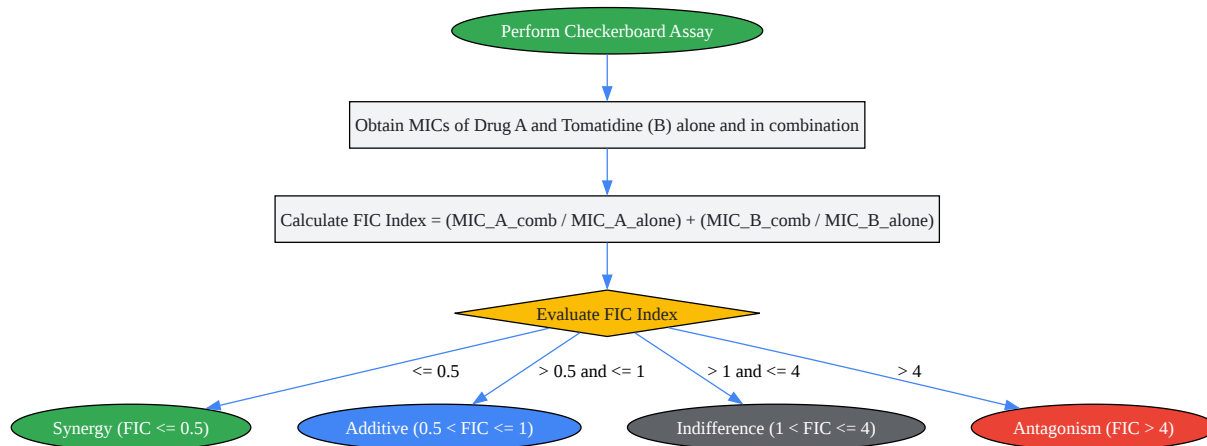 Perform Checkerboard Assay
Obtain MICs of Drug A and Tomatidine (B) alone and in combination
Calculate FIC Index = (MIC_A_comb / MIC_A_alone) + (MIC_B_comb / MIC_B_alone)
Evaluate FIC Index
<= 0.5
> 0.5 and <= 1
> 1 and <= 4
> 4
Synergy (FIC <= 0.5)
Additive (0.5 < FIC <= 1)
Indifference (1 < FIC <= 4)
Antagonism (FIC > 4)